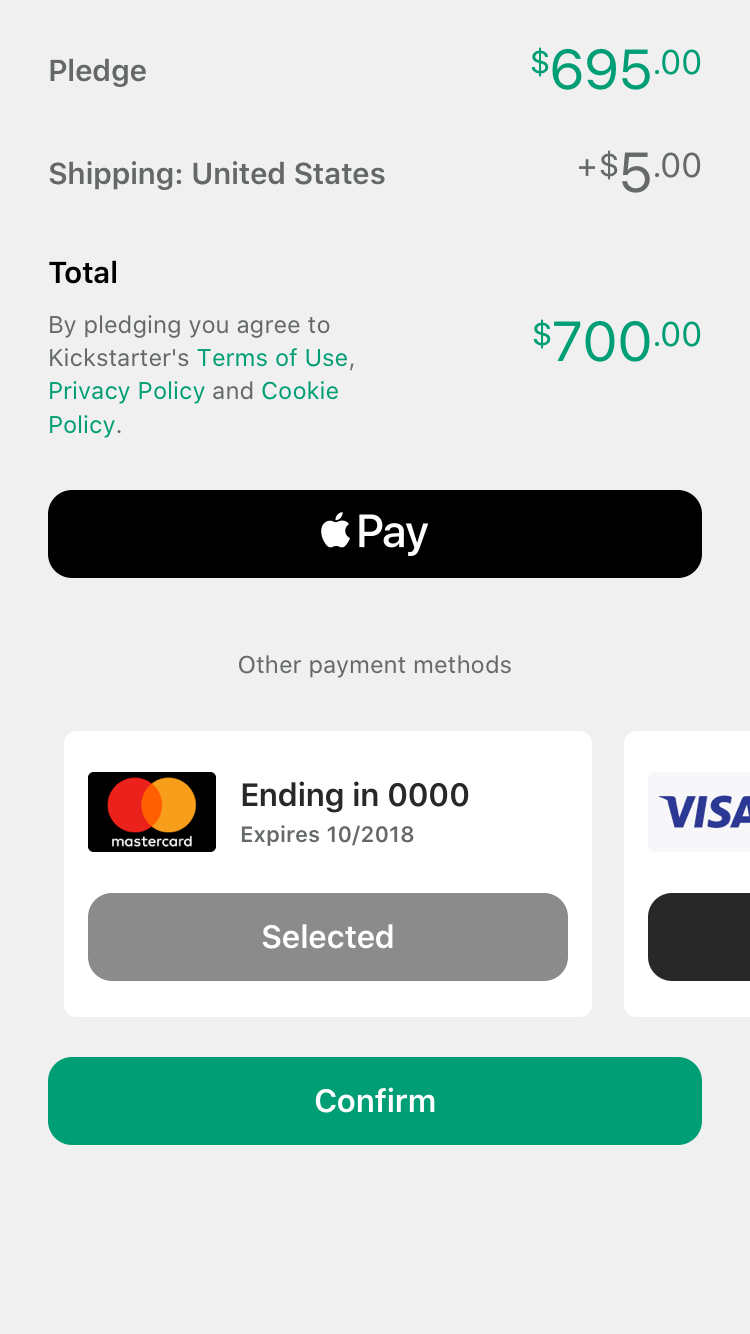 Pledge $695.00
Shipping: United States +$5.00
Total
By pledging you agree to
Kickstarter's Terms of Use,
Privacy Policy and Cookie
Policy.
$700.00
Pay
Other payment methods
mastercard
Ending in 0000
Expires 10/2018
Selected
VISA
Confirm